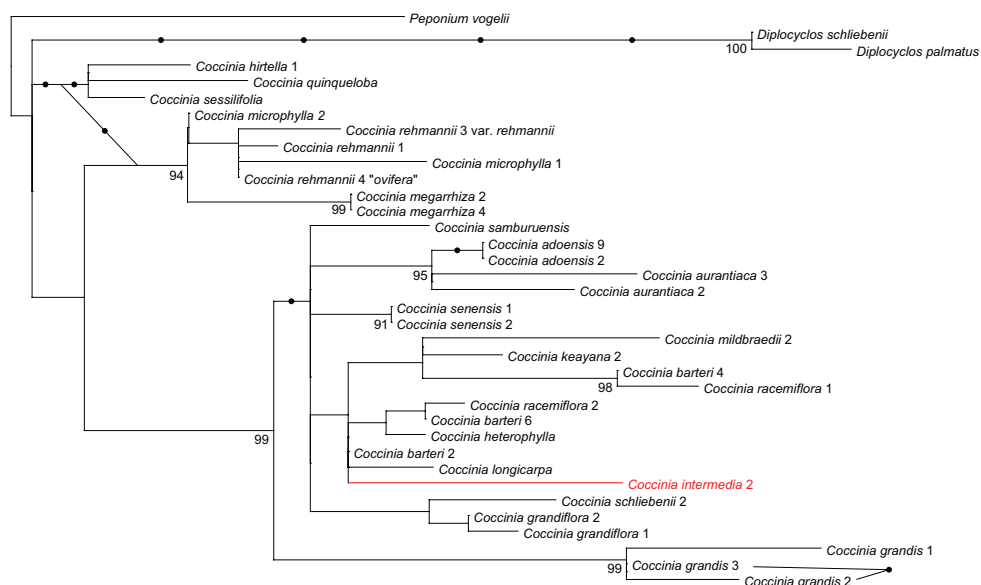 Peponium vogelii
Diplocyclos schliebenii
100
Diplocyclos palmatus
Coccinia hirtella 1
Coccinia quinqueloba
Coccinia sessilifolia
Coccinia microphylla 2
Coccinia rehmannii 3 var. rehmannii
Coccinia rehmannii 1
Coccinia microphylla 1
94
Coccinia rehmannii 4 "ovifera"
Coccinia megarrhiza 2
99
Coccinia megarrhiza 4
Coccinia samburuensis
Coccinia adoensis 9
Coccinia adoensis 2
95
Coccinia aurantiaca 3
Coccinia aurantiaca 2
Coccinia senensis 1
91
Coccinia senensis 2
Coccinia mildbraedii 2
Coccinia keayana 2
Coccinia barteri 4
98
Coccinia racemiflora 1
Coccinia racemiflora 2
Coccinia barteri 6
Coccinia heterophylla
99
Coccinia barteri 2
Coccinia longicarpa
Coccinia intermedia 2
Coccinia schliebenii 2
Coccinia grandiflora 2
Coccinia grandiflora 1
Coccinia grandis 1
99
Coccinia grandis 3
Coccinia grandis 2